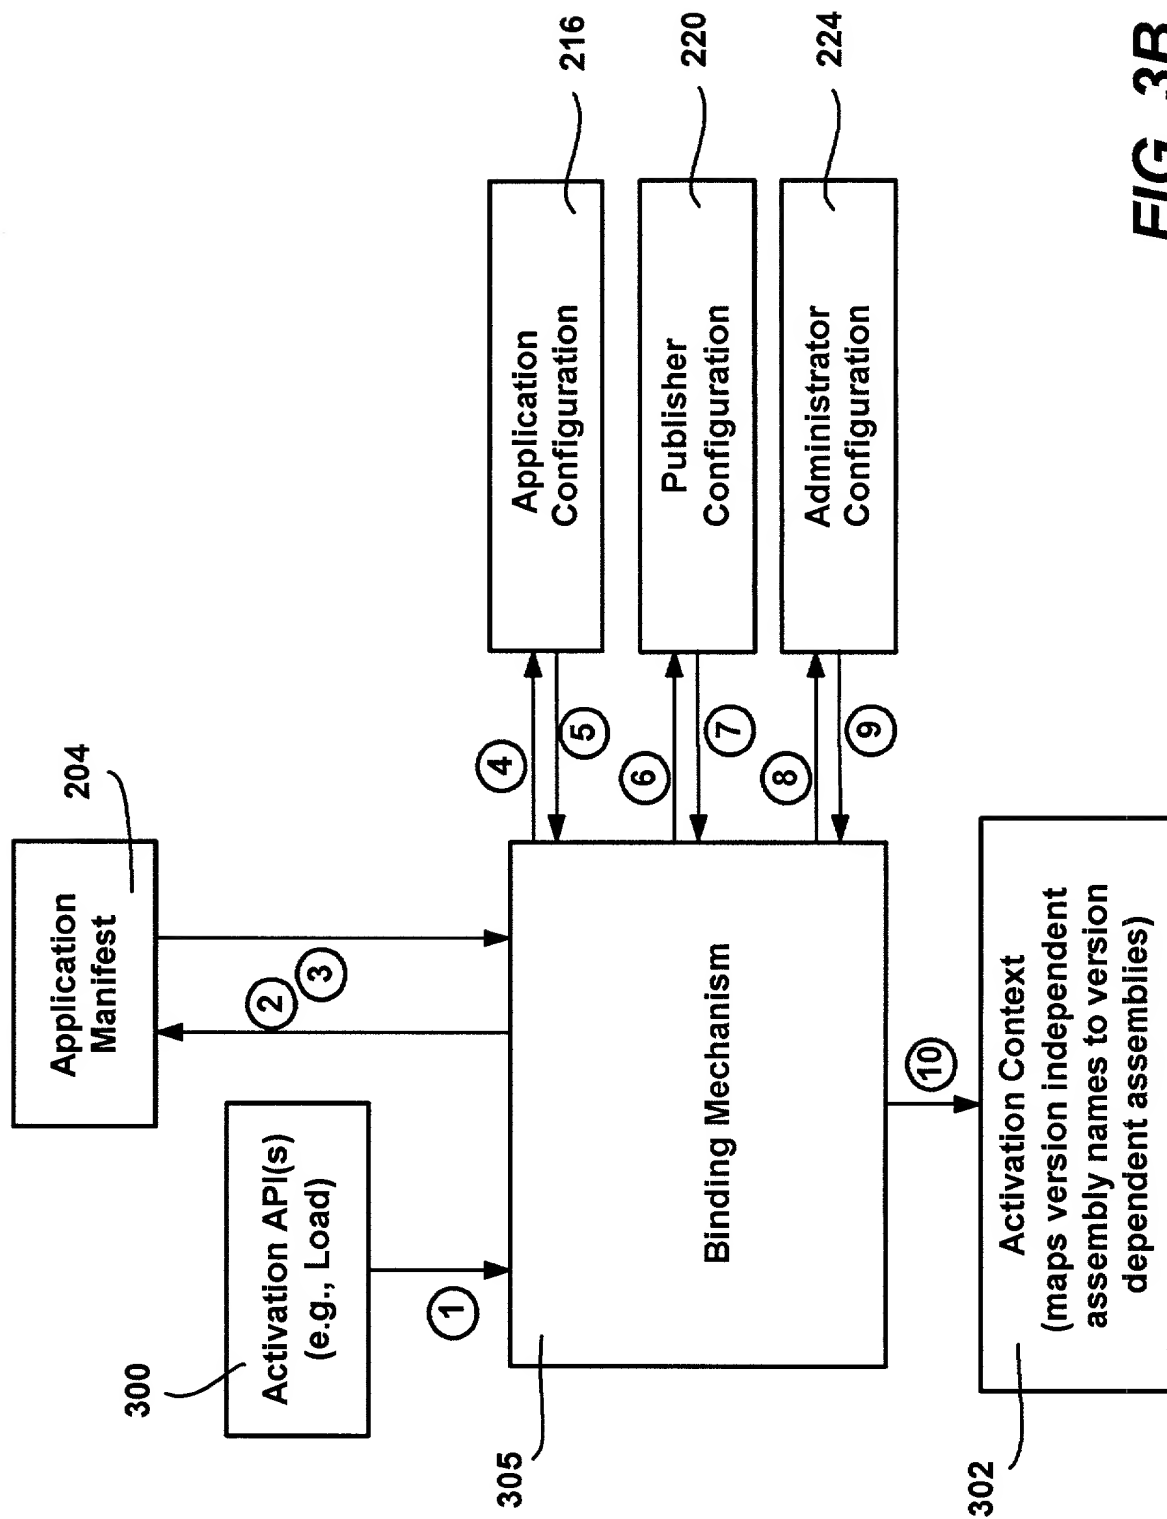 Application
Manifest
204
300
Activation API(s)
(e.g., Load)
2
3
1
305
4
5
Application
Configuration
216
Binding Mechanism
6
7
Publisher
Configuration
220
8
9
Administrator
Configuration
224
10
302
Activation Context
(maps version independent
assembly names to version
dependent assemblies)
FIG. 3B